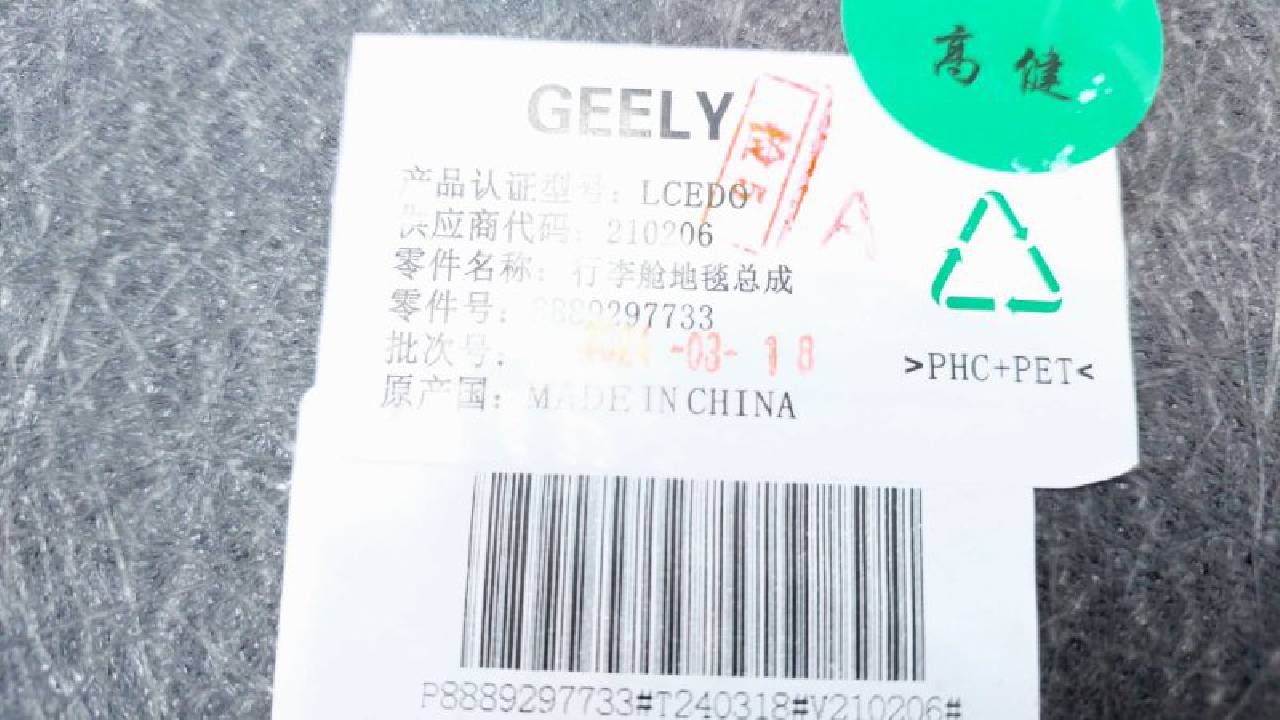 高健
GEELY
产品认证型号：LCEDO
供应商代码：210206
零件名称：行李舱地毯总成
零件号：8889297733
批次号：2024-03-18
A
原产国：MADE IN CHINA
>PHC+PET<
P8889297733#T240318#V210206#